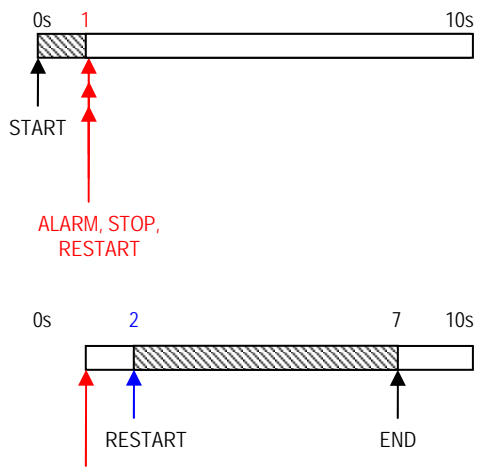 0s 1 10s
START
ALARM, STOP,
RESTART
0s 2 7 10s
RESTART END